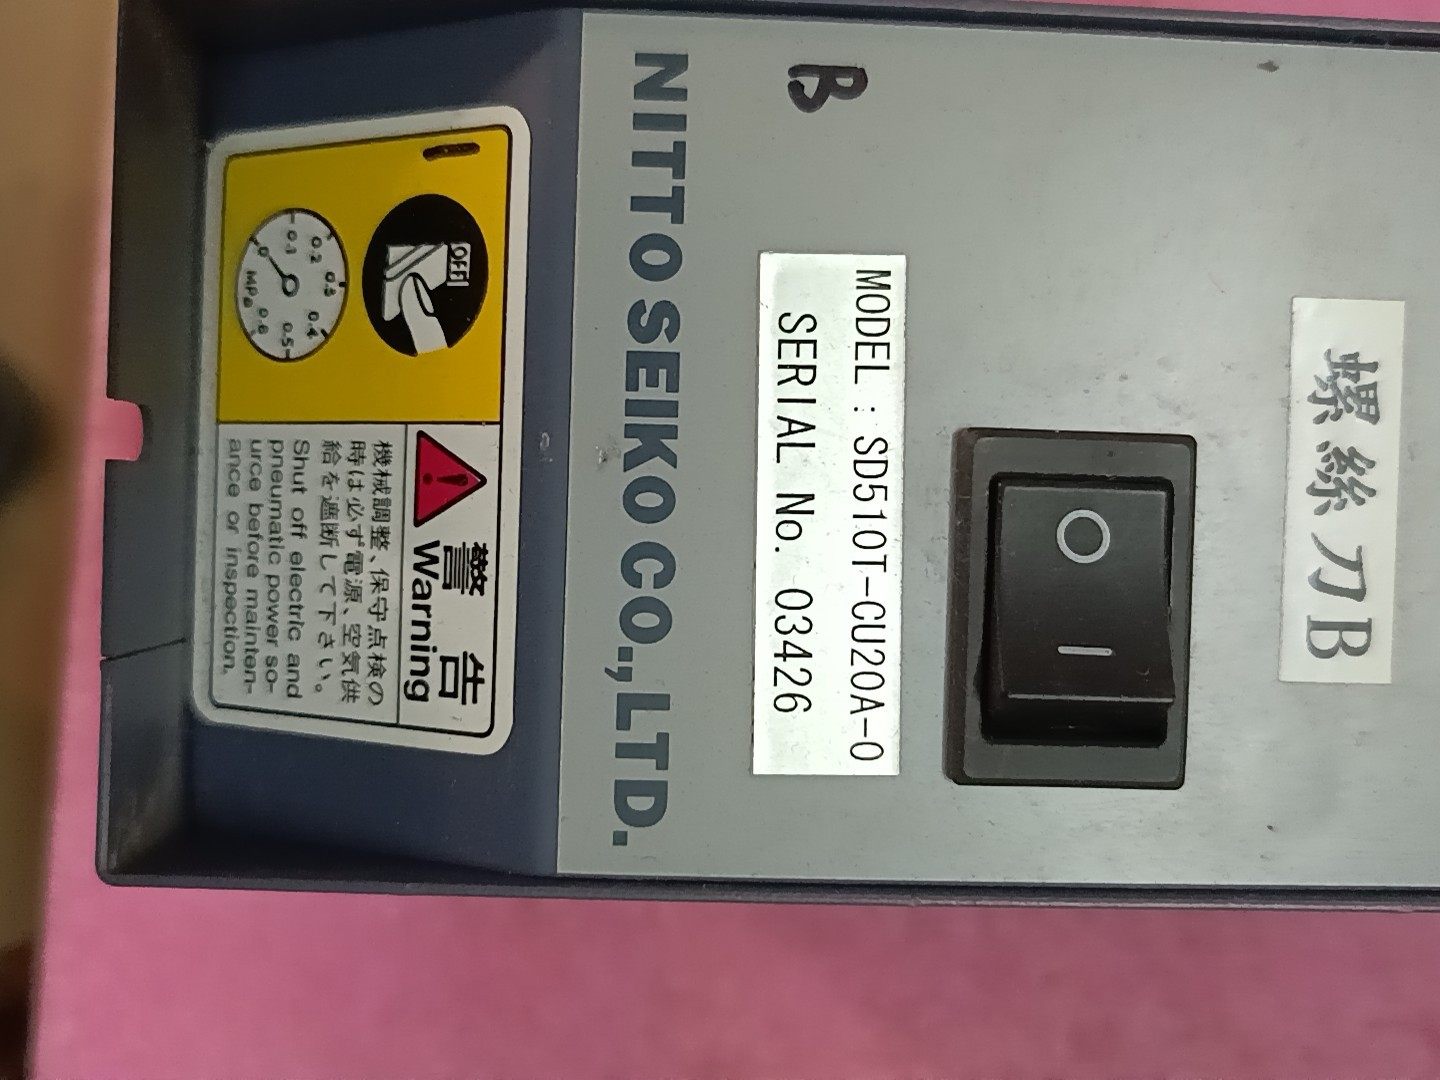 螺絲刀B
B
MODEL : SD510T-CU20A-0
SERIAL No. 03426
NITTO SEIKO CO.,LTD.
OFF
0
0.1
0.2
0.3
0.4
0.5
0.6
MPa
警 告
Warning
機械調整、保守点検の
時は必ず電源、空気供
給を遮断して下さい。
Shut off electric and
pneumatic power so-
urce before mainten-
ance or inspection.